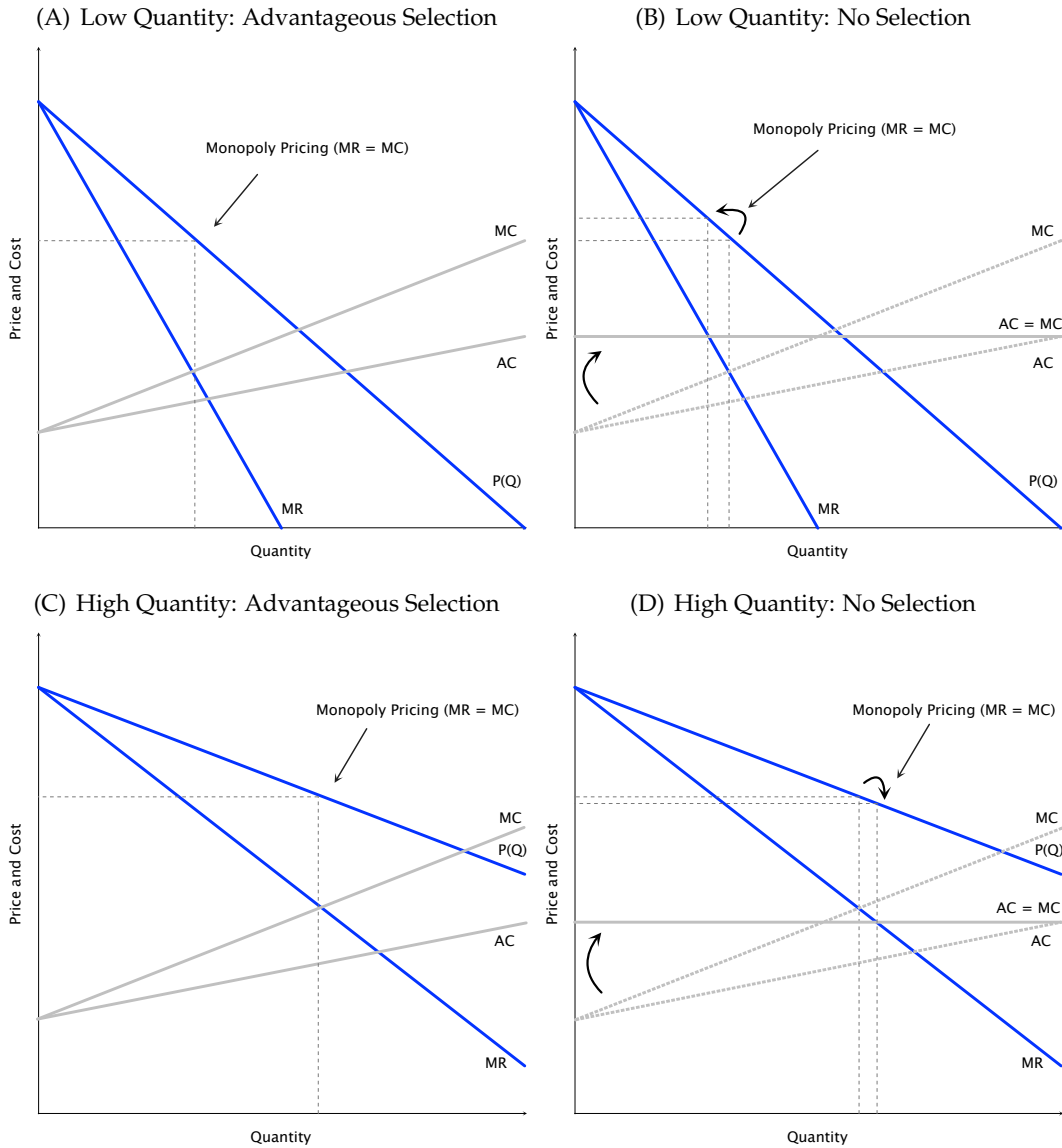 (A) Low Quantity: Advantageous Selection
Monopoly Pricing (MR = MC)
MC
AC
P(Q)
MR
Price and Cost
Quantity
(B) Low Quantity: No Selection
Monopoly Pricing (MR = MC)
MC
AC = MC
AC
P(Q)
MR
Price and Cost
Quantity
(C) High Quantity: Advantageous Selection
Monopoly Pricing (MR = MC)
MC
P(Q)
AC
MR
Price and Cost
Quantity
(D) High Quantity: No Selection
Monopoly Pricing (MR = MC)
MC
P(Q)
AC = MC
AC
MR
Price and Cost
Quantity